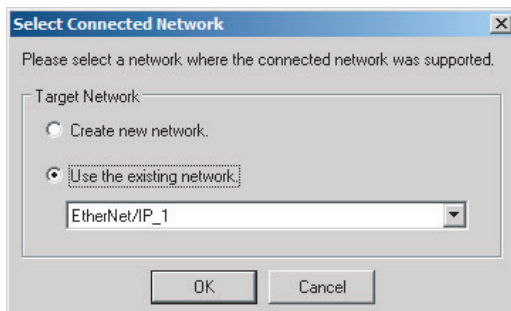 Select Connected Network
Please select a network where the connected network was supported.
Target Network
Create new network.
Use the existing network.
EtherNet/IP_1
OK
Cancel